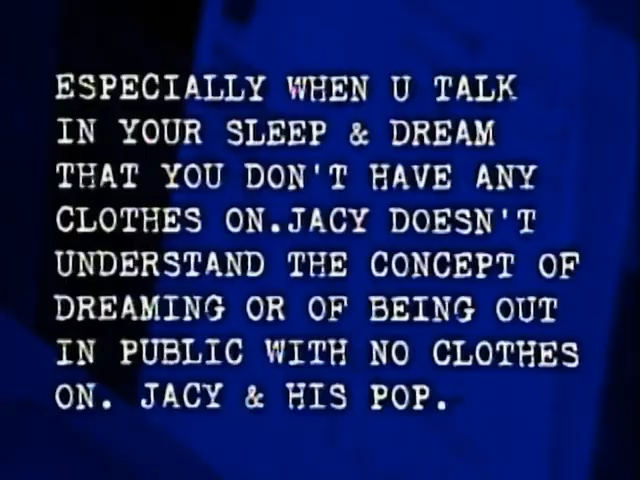 ESPECIALLY WHEN U TALK
IN YOUR SLEEP & DREAM
THAT YOU DON'T HAVE ANY
CLOTHES ON.JACY DOESN'T
UNDERSTAND THE CONCEPT OF
DREAMING OR OF BEING OUT
IN PUBLIC WITH NO CLOTHES
ON. JACY & HIS POP.